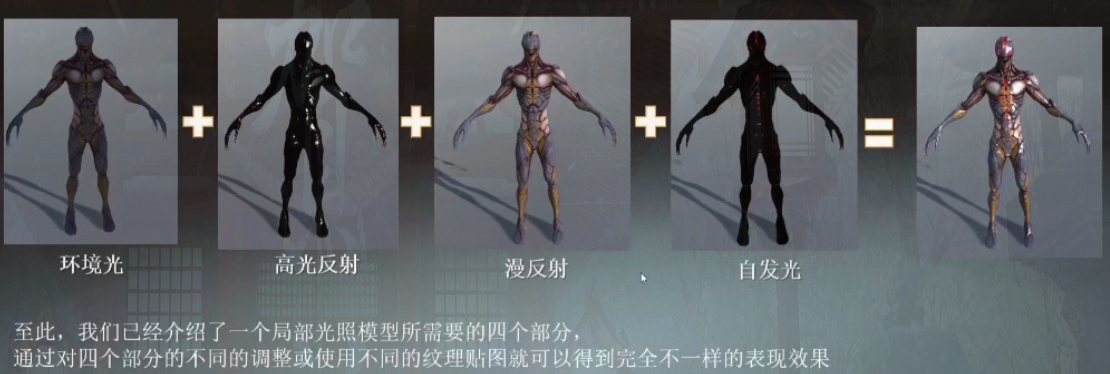 环境光
高光反射
漫反射
自发光
至此，我们已经介绍了一个局部光照模型所需要的四个部分，
通过对四个部分的不同的调整或使用不同的纹理贴图就可以得到完全不一样的表现效果